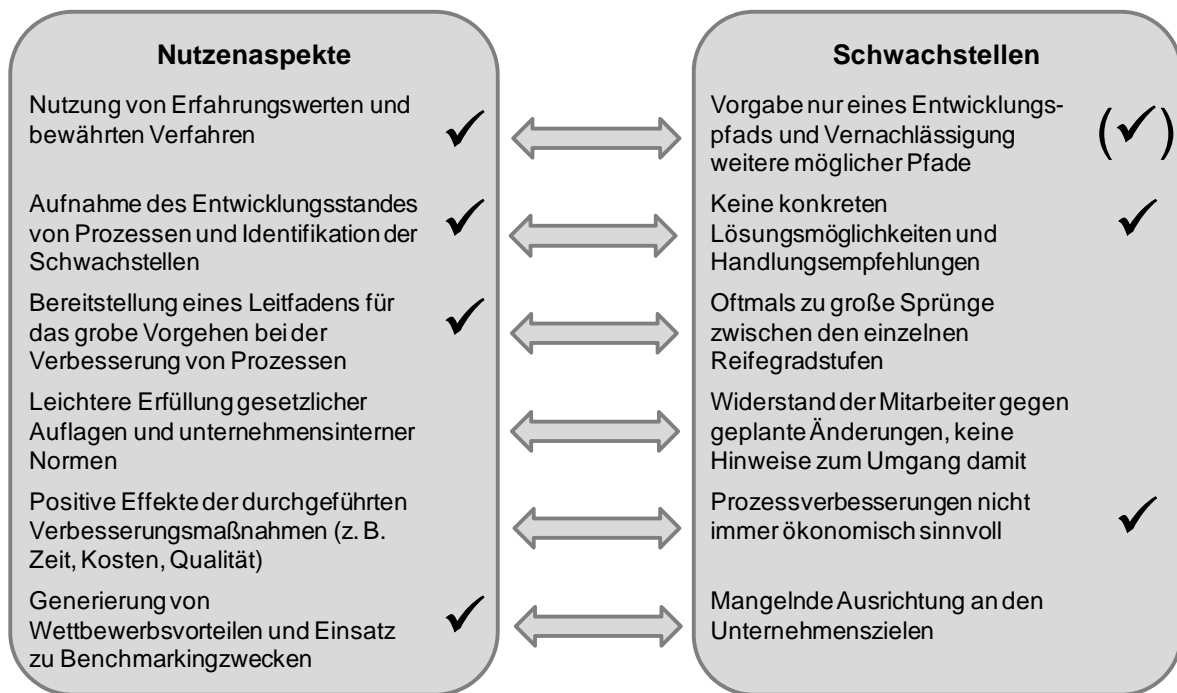 Nutzenaspekte
Nutzung von Erfahrungswerten und
bewährten Verfahren
Aufnahme des Entwicklungsstandes
von Prozessen und Identifikation der
Schwachstellen
Bereitstellung eines Leitfadens für
das grobe Vorgehen bei der
Verbesserung von Prozessen
Leichtere Erfüllung gesetzlicher
Auflagen und unternehmensinterner
Normen
Positive Effekte der durchgeführten
Verbesserungsmaßnahmen (z. B.
Zeit, Kosten, Qualität)
Generierung von
Wettbewerbsvorteilen und Einsatz
zu Benchmarkingzwecken
Schwachstellen
Vorgabe nur eines Entwicklungs-
pfads und Vernachlässigung
weitere möglicher Pfade
Keine konkreten
Lösungsmöglichkeiten und
Handlungsempfehlungen
Oftmals zu große Sprünge
zwischen den einzelnen
Reifegradstufen
Widerstand der Mitarbeiter gegen
geplante Änderungen, keine
Hinweise zum Umgang damit
Prozessverbesserungen nicht
immer ökonomisch sinnvoll
Mangelnde Ausrichtung an den
Unternehmenszielen